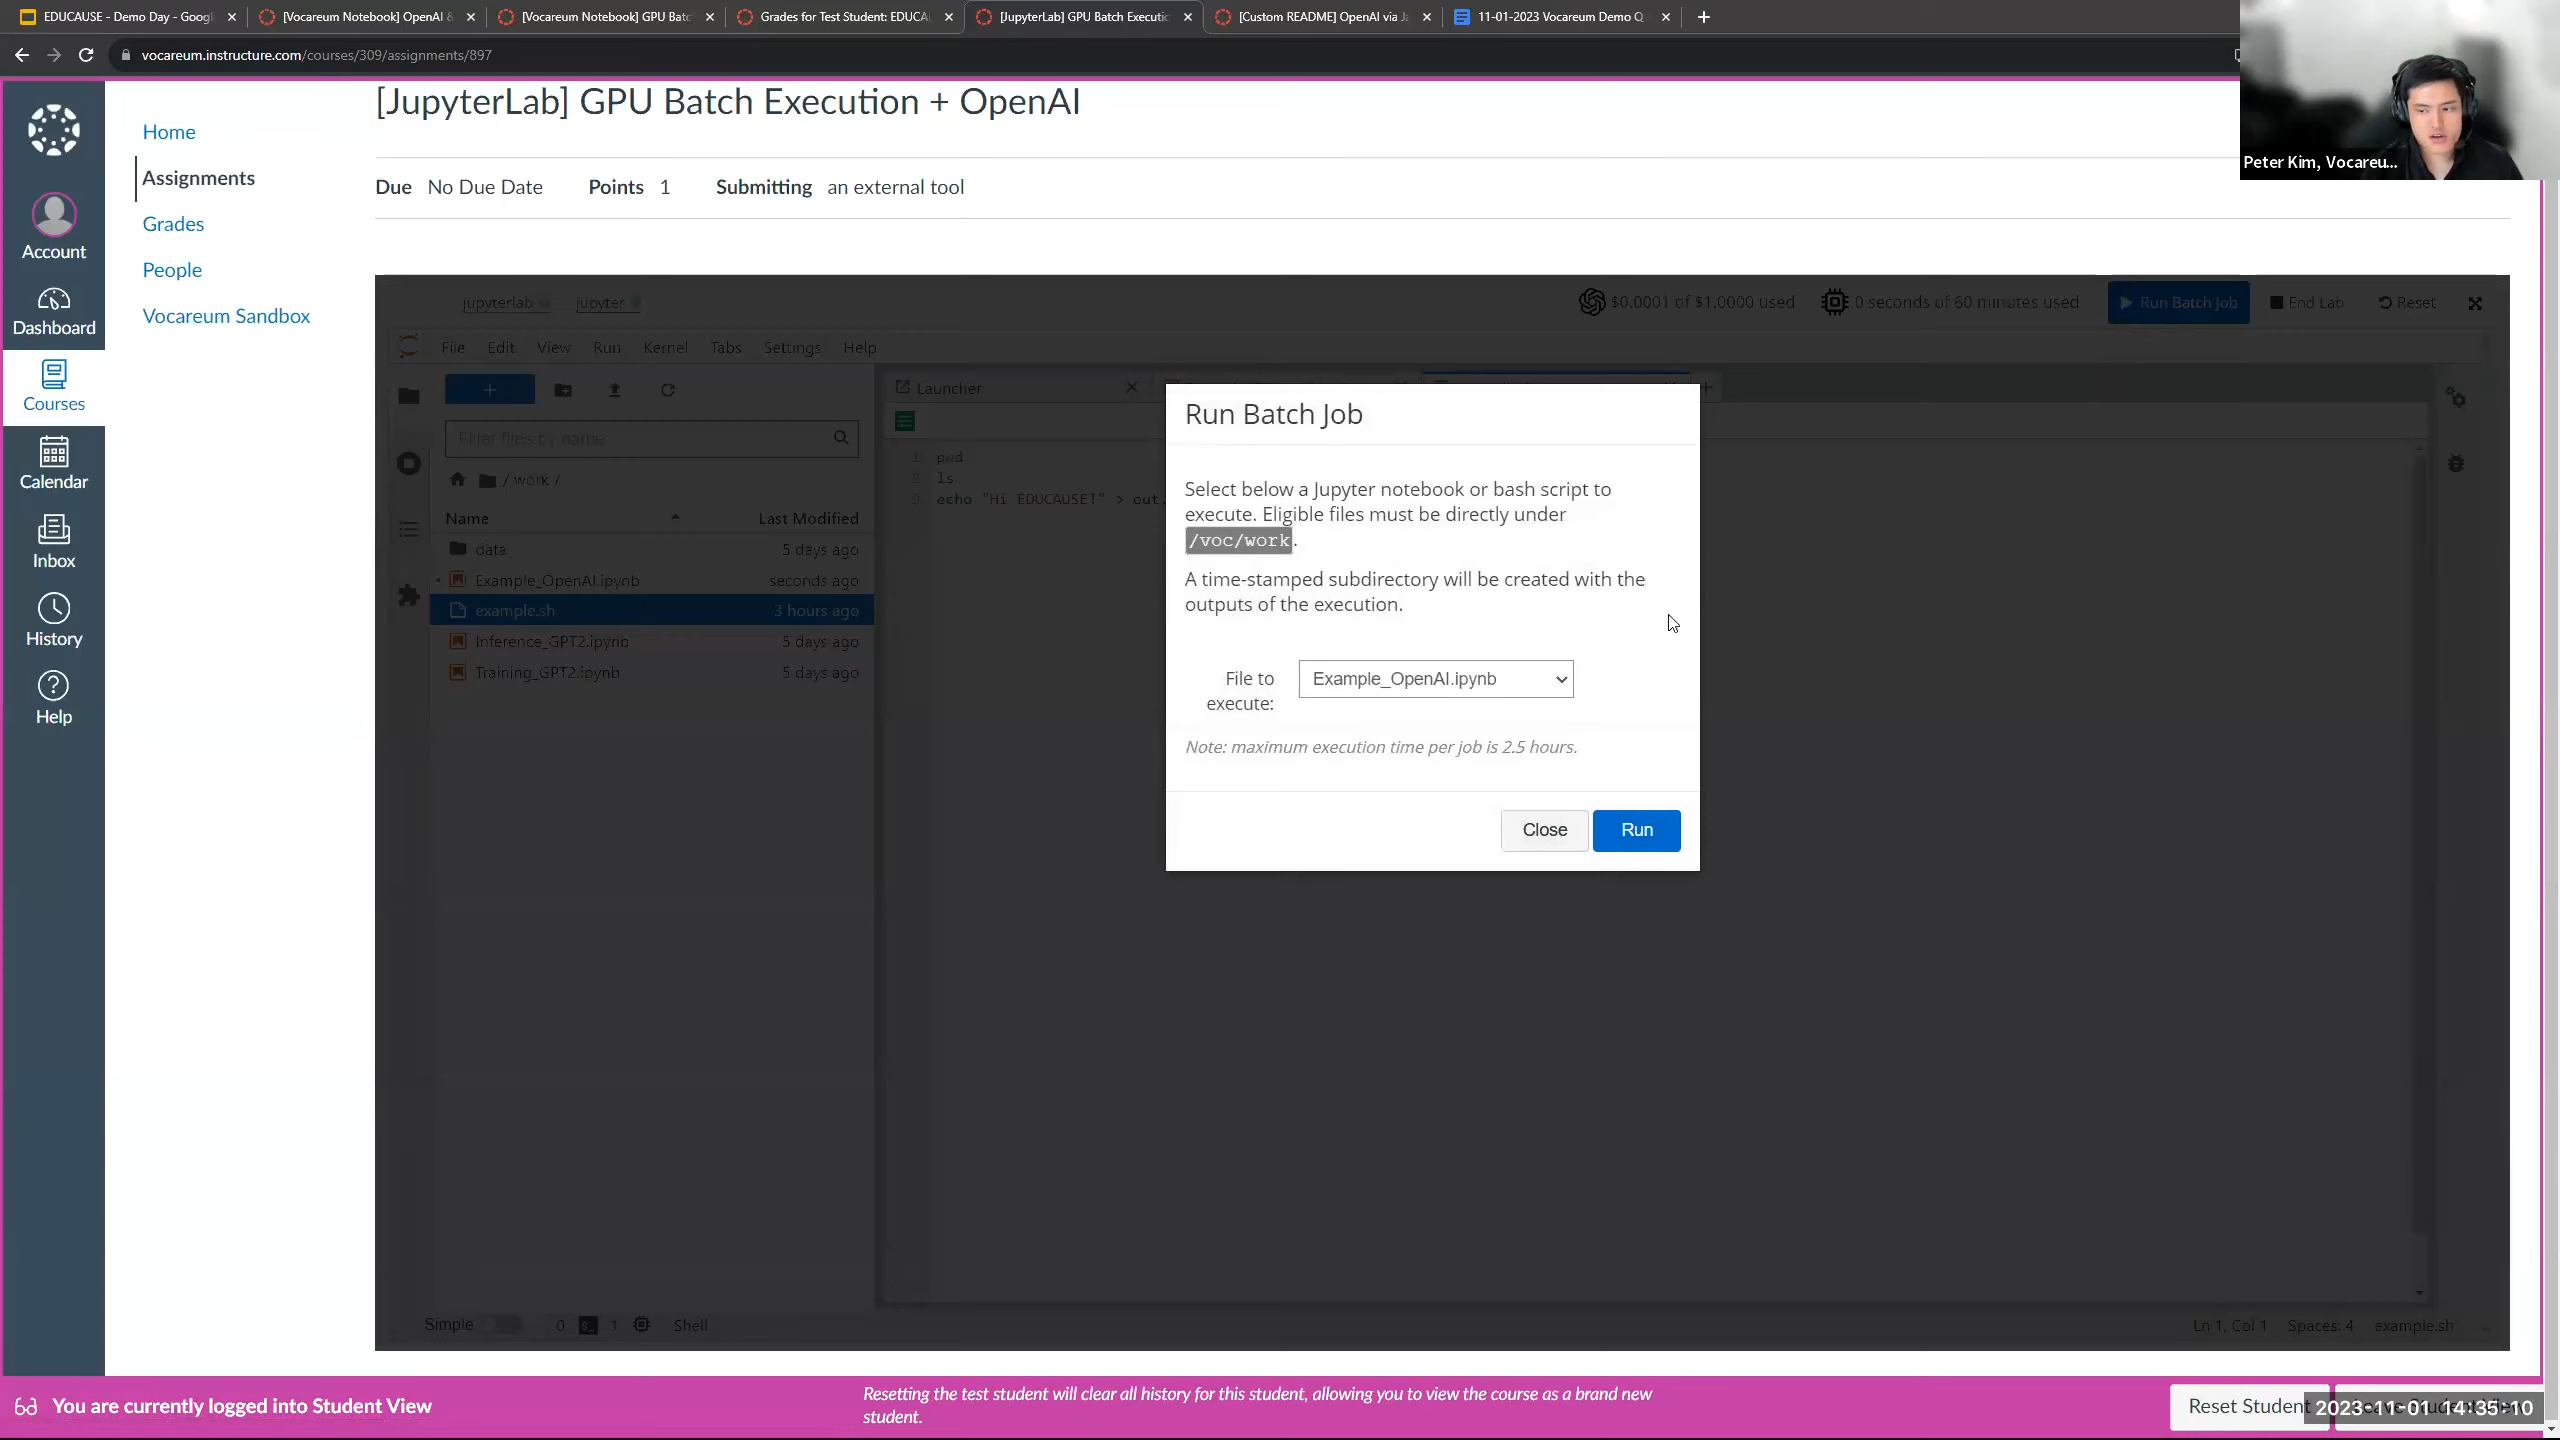 EDUCAUSE - Demo Day - Googl
[Vocareum Notebook] OpenAI &
[Vocareum Notebook] GPU Batc
Grades for Test Student: EDUCA
[JupyterLab] GPU Batch Executi
[Custom README] OpenAI via J
11-01-2023 Vocareum Demo Q
vocareum.instructure.com/courses/309/assignments/897
Peter Kim, Vocareu...
[JupyterLab] GPU Batch Execution + OpenAI
Due No Due Date Points 1 Submitting an external tool
Account
Dashboard
Courses
Calendar
Inbox
History
Help
Home
Assignments
Grades
People
Vocareum Sandbox
jupyterlab jupyter $0.0001 of $1.0000 used 0 seconds of 60 minutes used Run Batch Job End Lab Reset
File Edit View Run Kernel Tabs Settings Help
Filter files by name
/ work /
Name Last Modified
data 5 days ago
Example_OpenAI.ipynb seconds ago
example.sh 3 hours ago
Inference_GPT2.ipynb 5 days ago
Training_GPT2.ipynb 5 days ago
Launcher
1 pwd
2 ls
3 echo "Hi EDUCAUSE!" > out.
Run Batch Job
Select below a Jupyter notebook or bash script to
execute. Eligible files must be directly under
/voc/work.
A time-stamped subdirectory will be created with the
outputs of the execution.
File to
execute:
Example_OpenAI.ipynb
Note: maximum execution time per job is 2.5 hours.
Close Run
Simple 0 1 Shell
Ln 1, Col 1 Spaces: 4 example.sh
You are currently logged into Student View
Resetting the test student will clear all history for this student, allowing you to view the course as a brand new
student.
Reset Student
2023-11-01 14:35:10